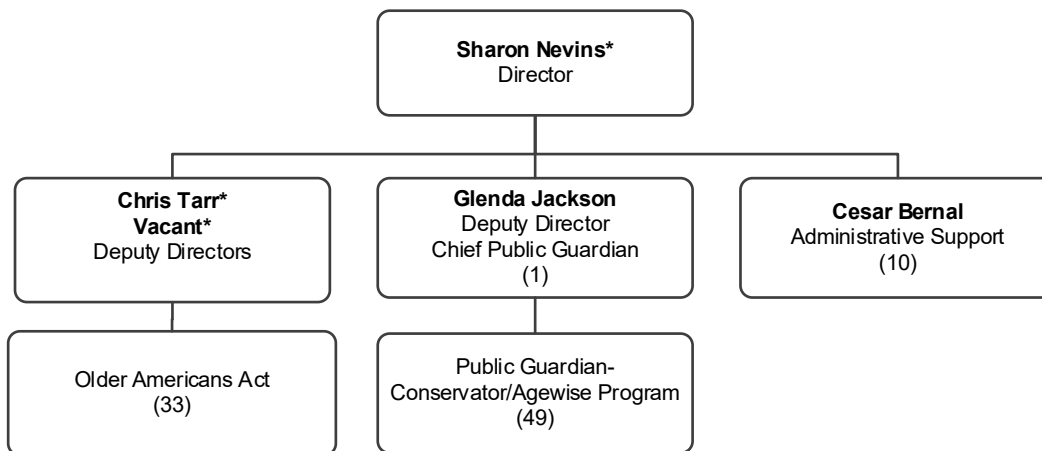 Sharon Nevins*
Director
Chris Tarr*
Vacant*
Deputy Directors
Glenda Jackson
Deputy Director
Chief Public Guardian
(1)
Cesar Bernal
Administrative Support
(10)
Older Americans Act
(33)
Public Guardian-
Conservator/Agewise Program
(49)